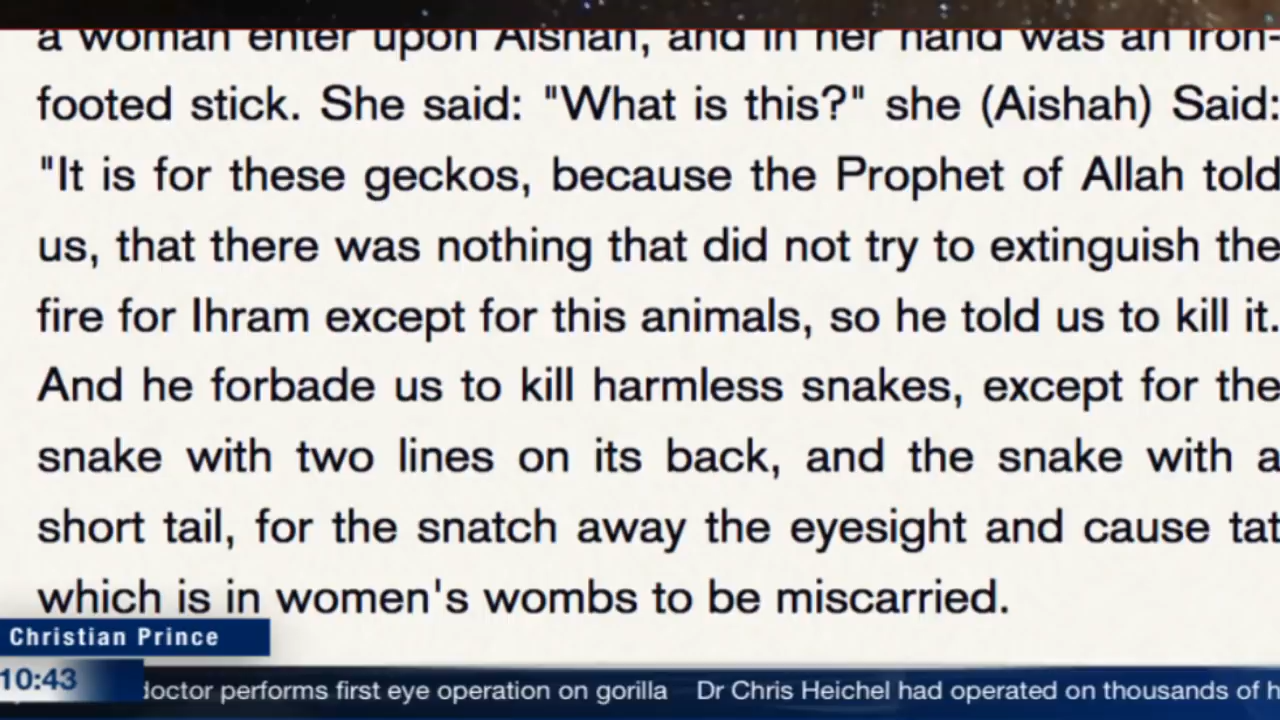 a woman enter upon Aishah, and in her hand was an iron-
footed stick. She said: "What is this?" she (Aishah) Said:
"It is for these geckos, because the Prophet of Allah told
us, that there was nothing that did not try to extinguish the
fire for Ihram except for this animals, so he told us to kill it.
And he forbade us to kill harmless snakes, except for the
snake with two lines on its back, and the snake with a
short tail, for the snatch away the eyesight and cause tat
which is in women's wombs to be miscarried.
Christian Prince
10:43
doctor performs first eye operation on gorilla Dr Chris Heichel had operated on thousands of h